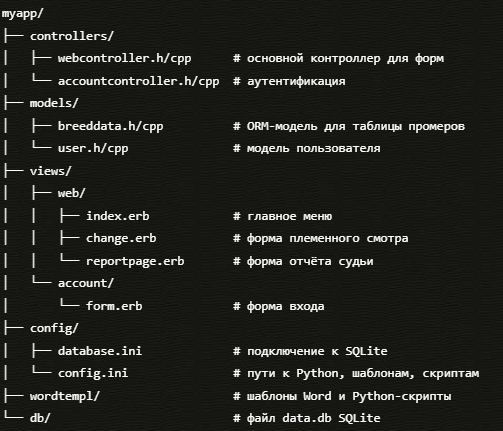 myapp/
├── controllers/
│   ├── webcontroller.h/cpp      # основной контроллер для форм
│   └── accountcontroller.h/cpp  # аутентификация
├── models/
│   ├── breeddata.h/cpp          # ORM-модель для таблицы промеров
│   └── user.h/cpp               # модель пользователя
├── views/
│   ├── web/
│   │   ├── index.erb            # главное меню
│   │   ├── change.erb           # форма племенного смотра
│   │   └── reportpage.erb       # форма отчёта судьи
│   └── account/
│       └── form.erb             # форма входа
├── config/
│   ├── database.ini             # подключение к SQLite
│   └── config.ini               # пути к Python, шаблонам, скриптам
├── wordtempl/                   # шаблоны Word и Python-скрипты
└── db/                          # файл data.db SQLite